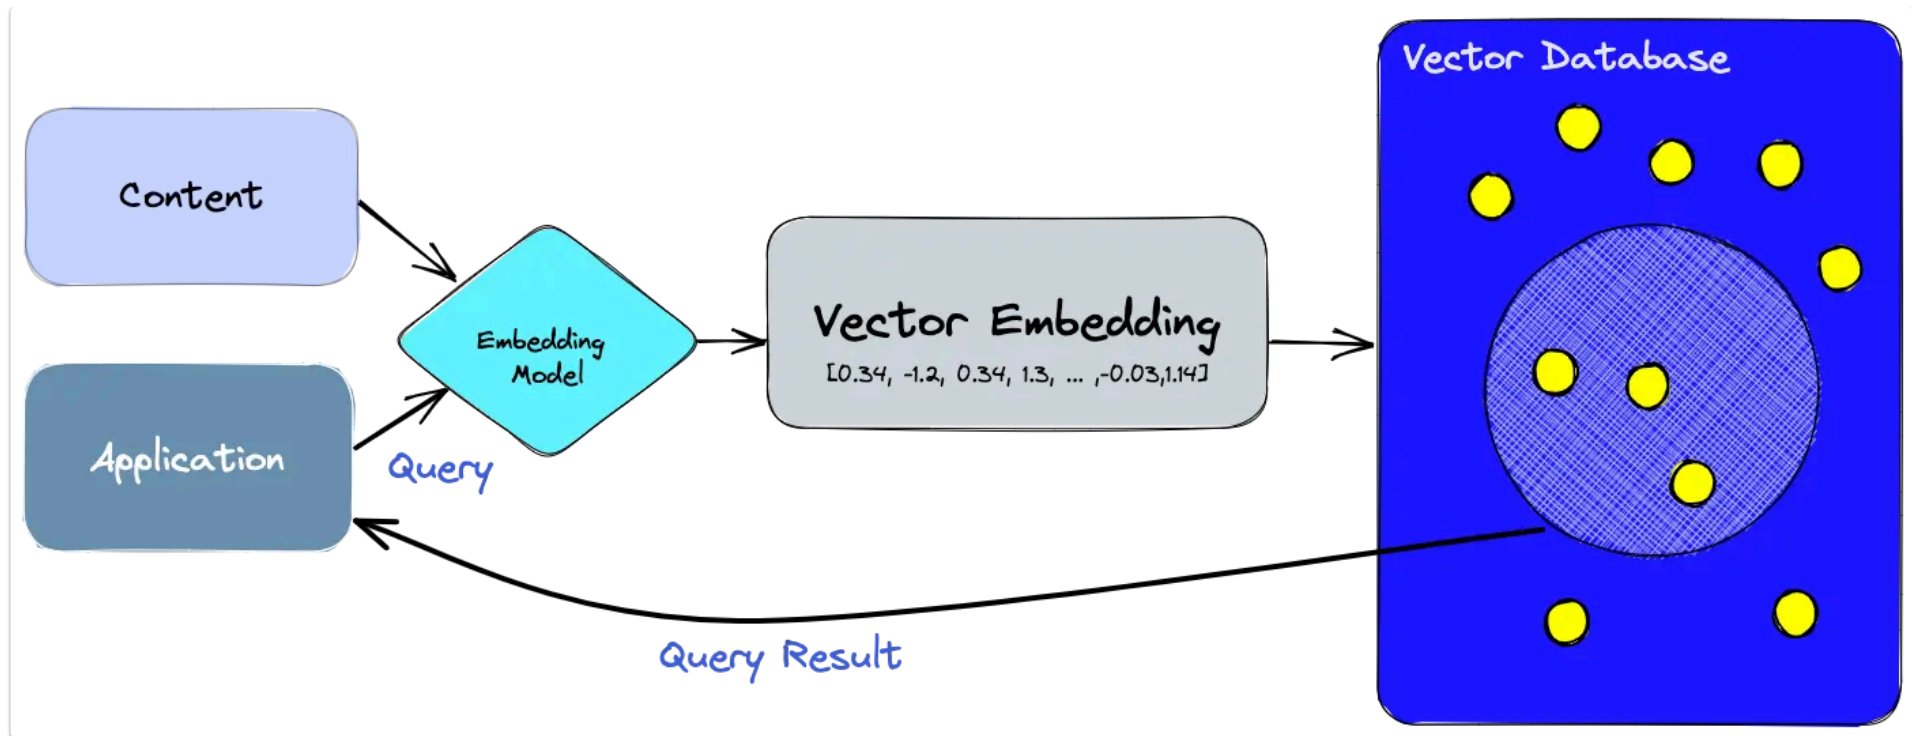 Vector Database
Content
Embedding
Model
Vector Embedding
[0.34, -1.2, 0.34, 1.3, ... ,-0.03,1.14]
Application
Query
Query Result